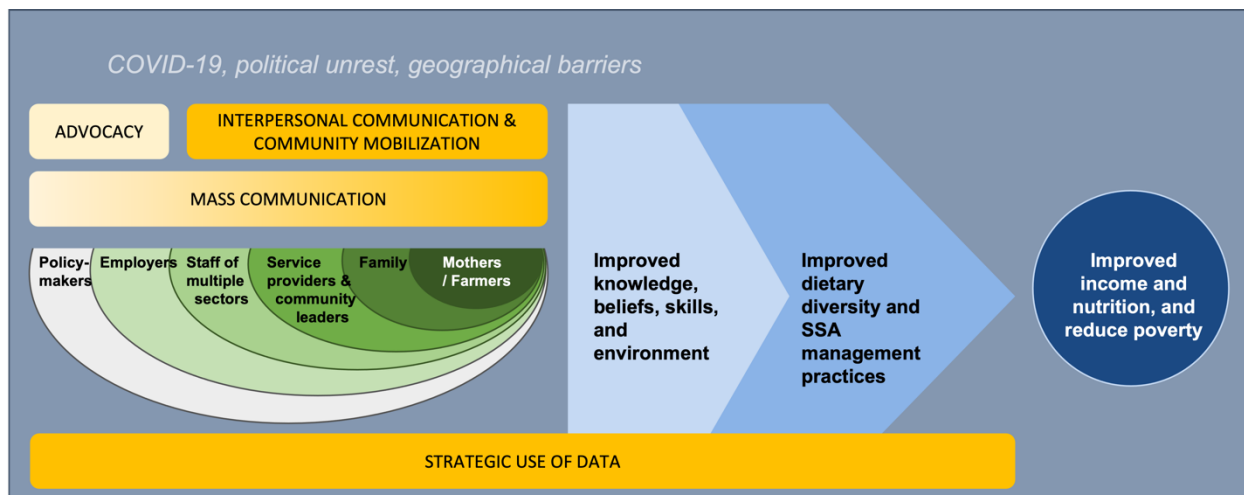 COVID-19, political unrest, geographical barriers
ADVOCACY
INTERPERSONAL COMMUNICATION &
COMMUNITY MOBILIZATION
MASS COMMUNICATION
Policy-
makers
Employers
Staff of
multiple
sectors
Service
providers &
community
leaders
Family
Mothers
/ Farmers
Improved
knowledge,
beliefs, skills,
and
environment
Improved
dietary
diversity and
SSA
management
practices
Improved
income and
nutrition, and
reduce poverty
STRATEGIC USE OF DATA